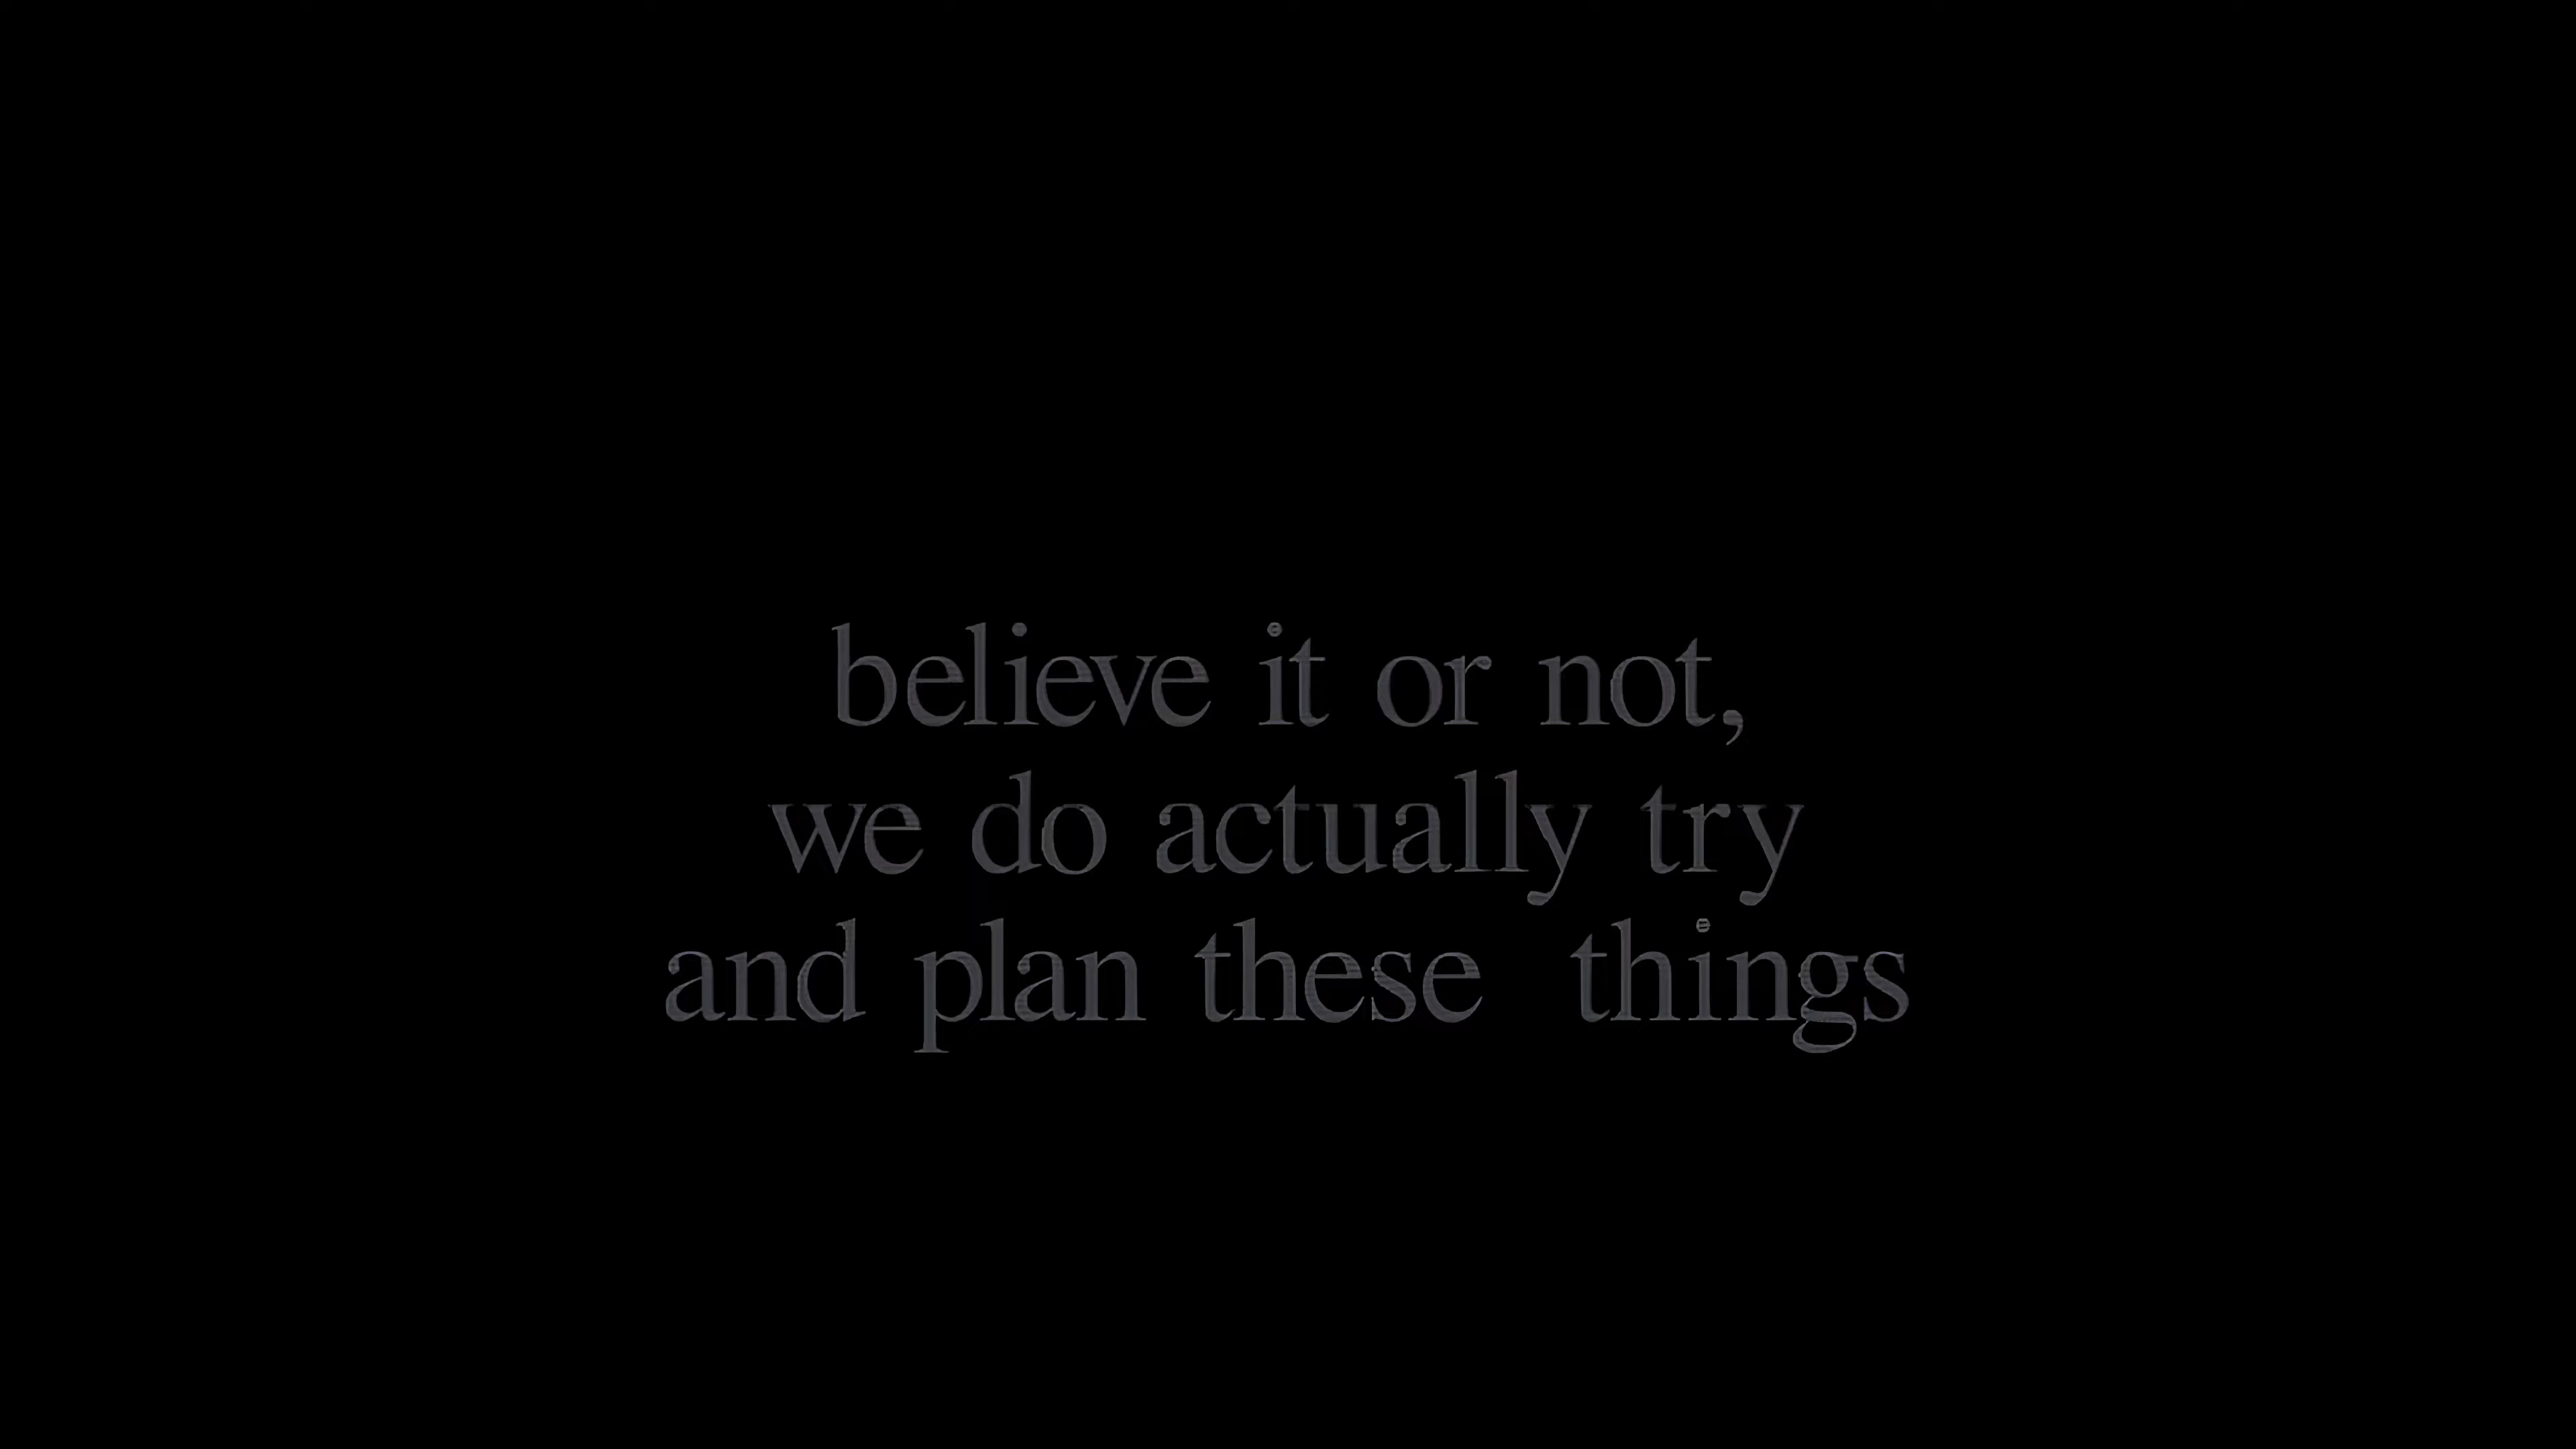 believe it or not,
we do actually try
and plan these things